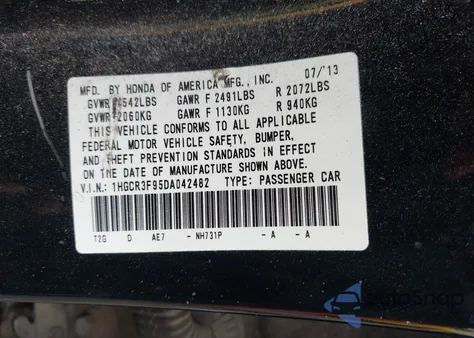 MFD. BY HONDA OF AMERICA MFG., INC. 07/13
GVWR 4542LBS GAWR F 2491LBS R 2072LBS
GVWR 2060KG GAWR F 1130KG R 940KG
THIS VEHICLE CONFORMS TO ALL APPLICABLE
FEDERAL MOTOR VEHICLE SAFETY, BUMPER,
AND THEFT PREVENTION STANDARDS IN EFFECT
ON THE DATE OF MANUFACTURE SHOWN ABOVE.
V.I.N.: 1HGCR3F95DA042482 TYPE: PASSENGER CAR
T2G D AE7 - NH731P - A - A
AutoSnap